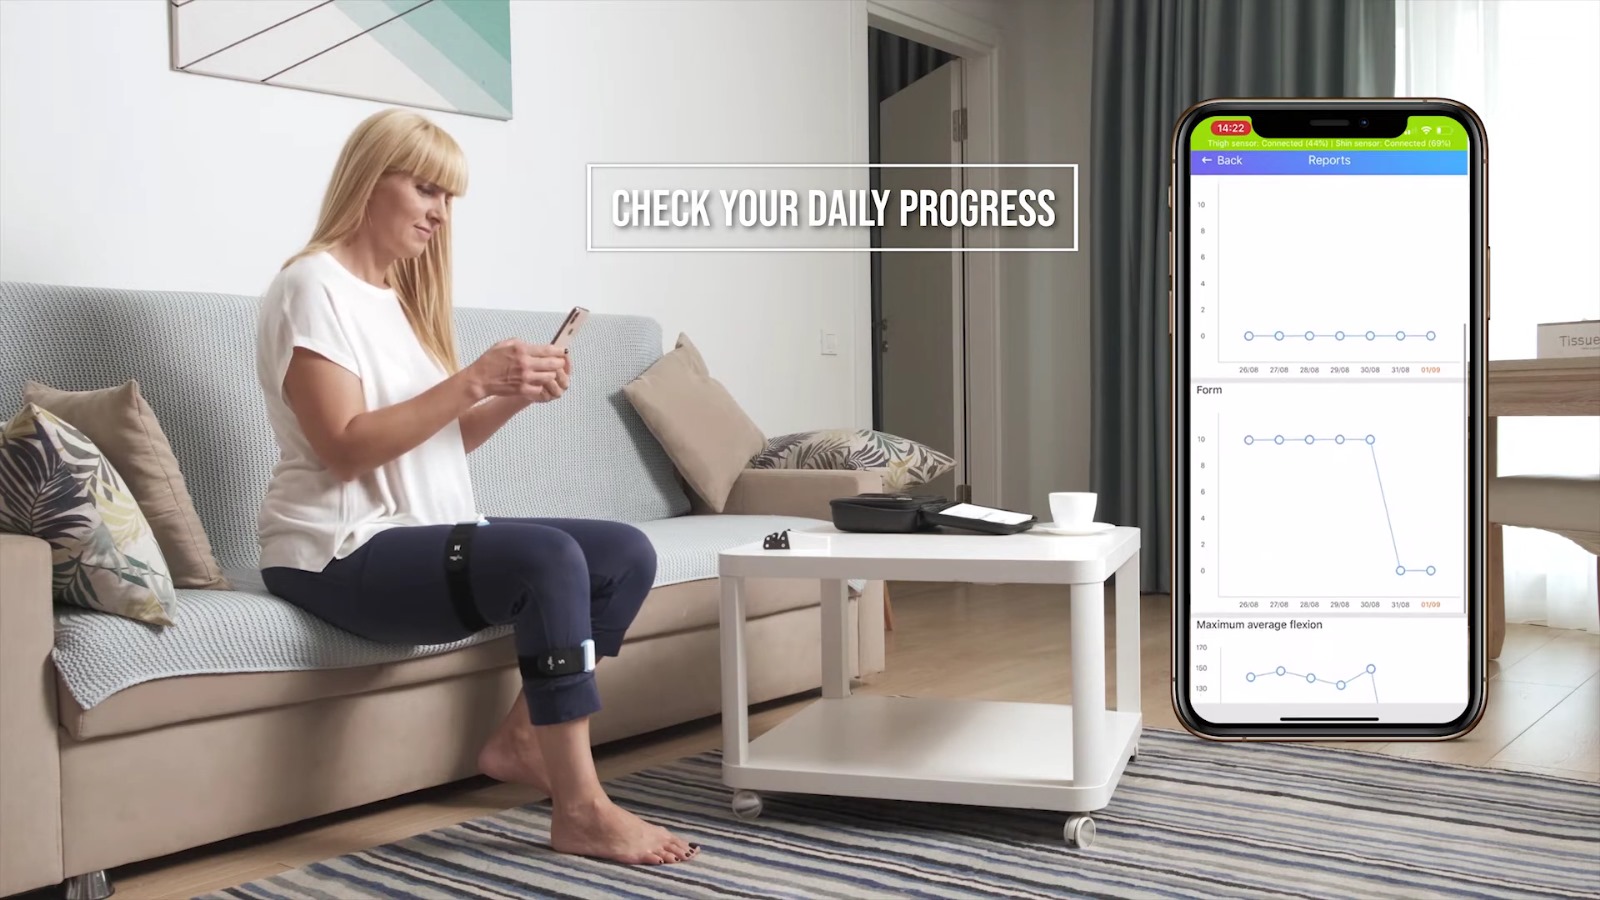 CHECK YOUR DAILY PROGRESS
14:22
Thigh sensor: Connected (44%) | Shin sensor: Connected (69%)
← Back Reports
10
8
6
4
2
0
26/08 27/08 28/08 29/08 30/08 31/08 01/09
Form
10
8
6
4
2
0
26/08 27/08 28/08 29/08 30/08 31/08 01/09
Maximum average flexion
170
150
130
Tissue
M
S